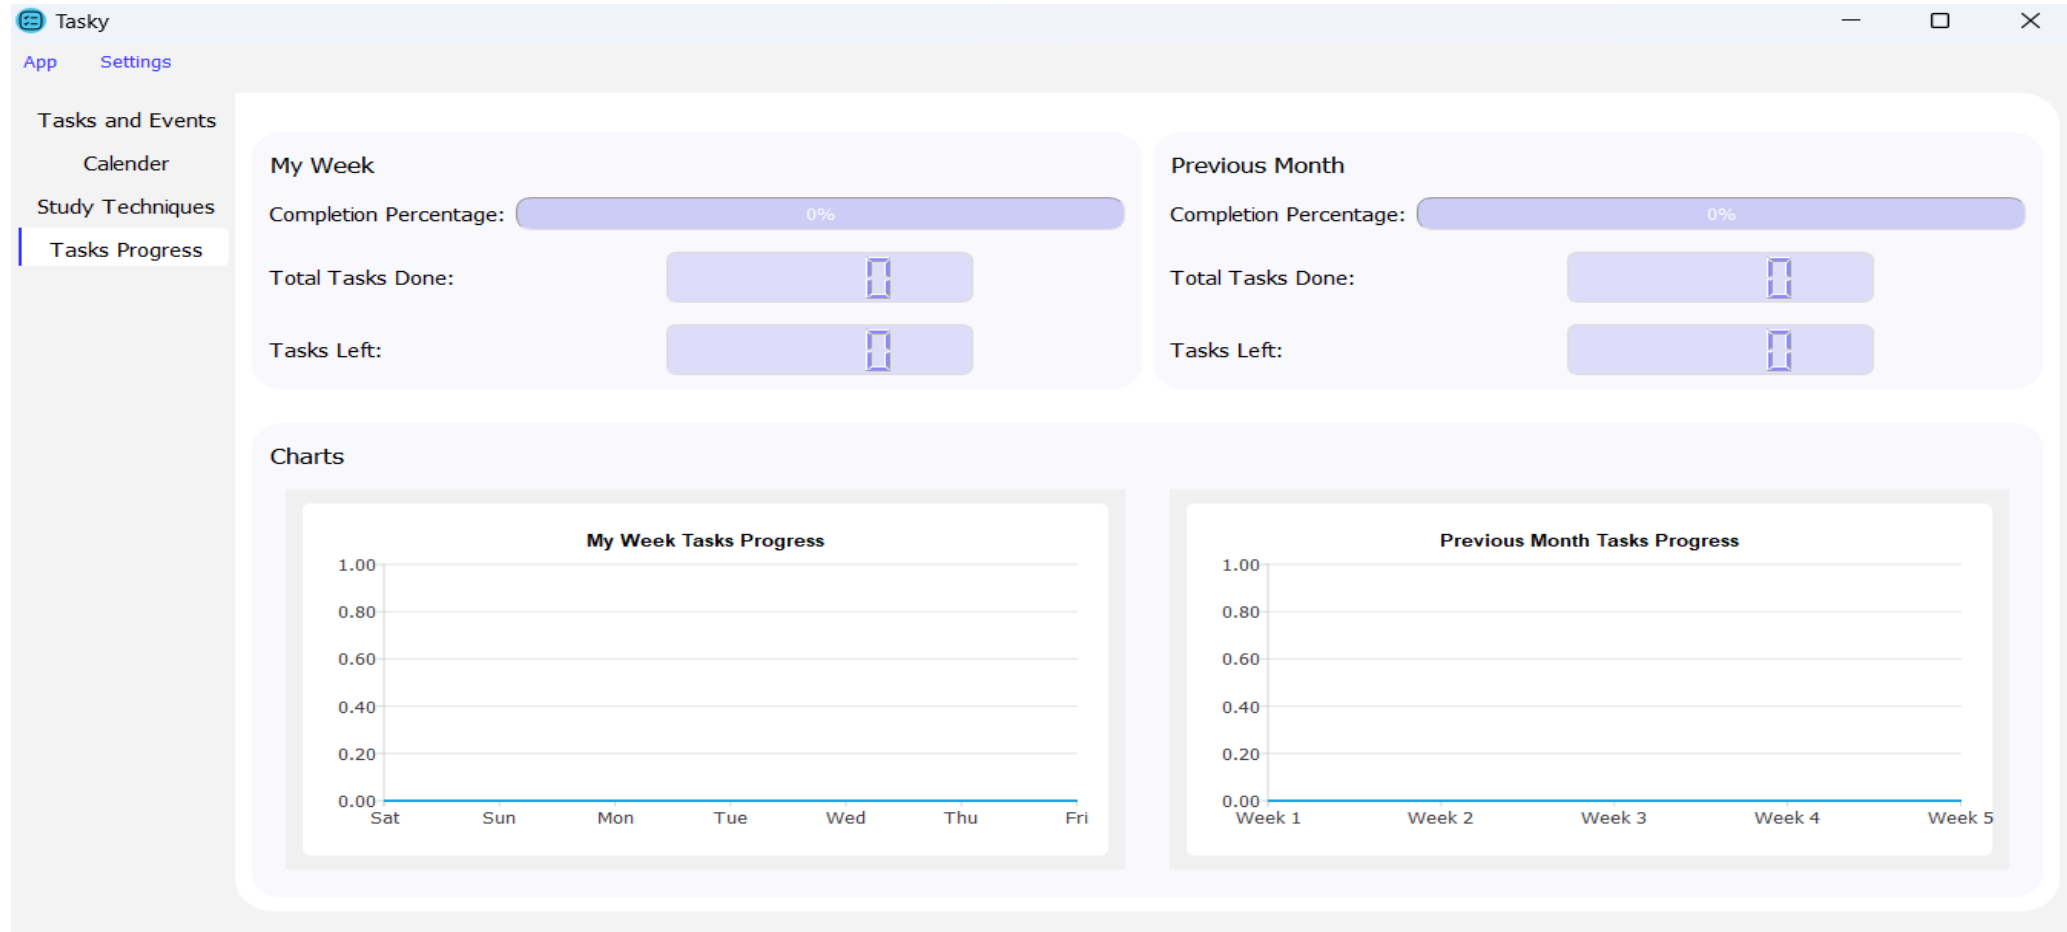 Tasky
App Settings
Tasks and Events
Calender
Study Techniques
Tasks Progress
My Week
Completion Percentage: 0%
Total Tasks Done: 0
Tasks Left: 0
Previous Month
Completion Percentage: 0%
Total Tasks Done: 0
Tasks Left: 0
Charts
My Week Tasks Progress
1.00
0.80
0.60
0.40
0.20
0.00
Sat Sun Mon Tue Wed Thu Fri
Previous Month Tasks Progress
1.00
0.80
0.60
0.40
0.20
0.00
Week 1 Week 2 Week 3 Week 4 Week 5